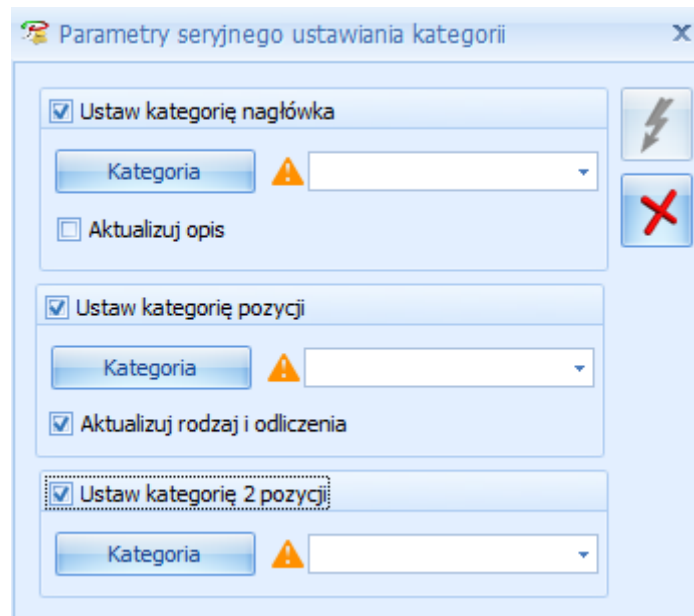 Parametry seryjnego ustawiania kategorii
Ustaw kategorię nagłówka
Kategoria
Aktualizuj opis
Ustaw kategorię pozycji
Kategoria
Aktualizuj rodzaj i odliczenia
Ustaw kategorię 2 pozycji
Kategoria